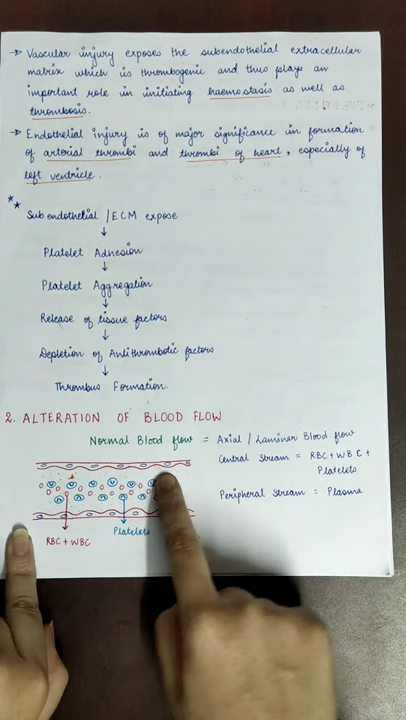 → Vascular injury exposes the subendothelial extracellular
matrix which is thrombogenic and thus plays an
important role in initiating haemostasis as well as
thrombosis.
→ Endothelial injury is of major significance in formation
of arterial thrombi and thrombi of heart, especially of
left ventricle.
** Sub endothelial / ECM expose
↓
Platelet Adhesion
↓
Platelet Aggregation
↓
Release of tissue factors
↓
Depletion of Antithrombotic factors
↓
Thrombus Formation.
2. ALTERATION OF BLOOD FLOW
Normal Blood flow = Axial / Laminar Blood flow
Central Stream = RBC + WBC +
Platelets
Peripheral Stream = Plasma
Platelets
RBC + WBC